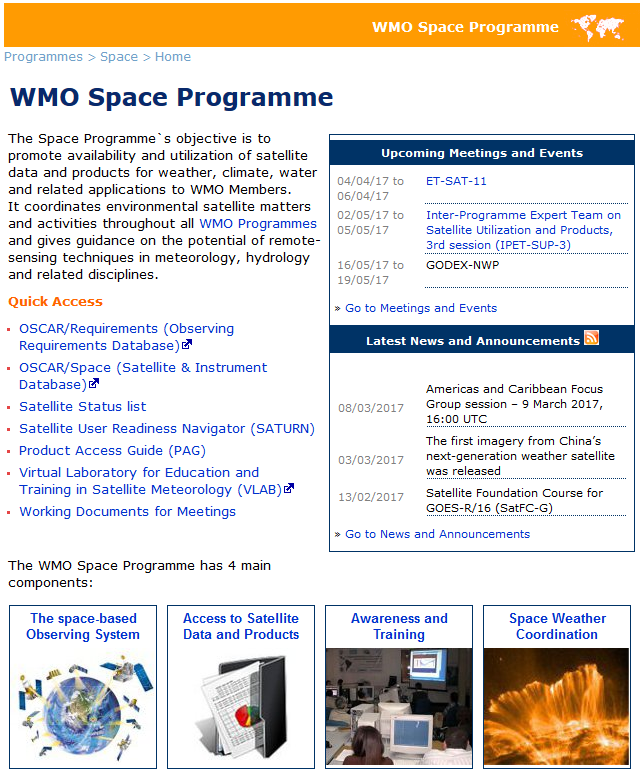 WMO Space Programme
Programmes > Space > Home
WMO Space Programme
The Space Programme`s objective is to
promote availability and utilization of satellite
data and products for weather, climate, water
and related applications to WMO Members.
It coordinates environmental satellite matters
and activities throughout all WMO Programmes
and gives guidance on the potential of remote-
sensing techniques in meteorology, hydrology
and related disciplines.
Quick Access
OSCAR/Requirements (Observing
Requirements Database)
OSCAR/Space (Satellite & Instrument
Database)
Satellite Status list
Satellite User Readiness Navigator (SATURN)
Product Access Guide (PAG)
Virtual Laboratory for Education and
Training in Satellite Meteorology (VLAB)
Working Documents for Meetings
Upcoming Meetings and Events
04/04/17 to
06/04/17
ET-SAT-11
02/05/17 to
05/05/17
Inter-Programme Expert Team on
Satellite Utilization and Products,
3rd session (IPET-SUP-3)
16/05/17 to
19/05/17
GODEX-NWP
» Go to Meetings and Events
Latest News and Announcements
08/03/2017
Americas and Caribbean Focus
Group session – 9 March 2017,
16:00 UTC
03/03/2017
The first imagery from China’s
next-generation weather satellite
was released
13/02/2017
Satellite Foundation Course for
GOES-R/16 (SatFC-G)
» Go to News and Announcements
The WMO Space Programme has 4 main
components:
The space-based
Observing System
Access to Satellite
Data and Products
Awareness and
Training
Space Weather
Coordination